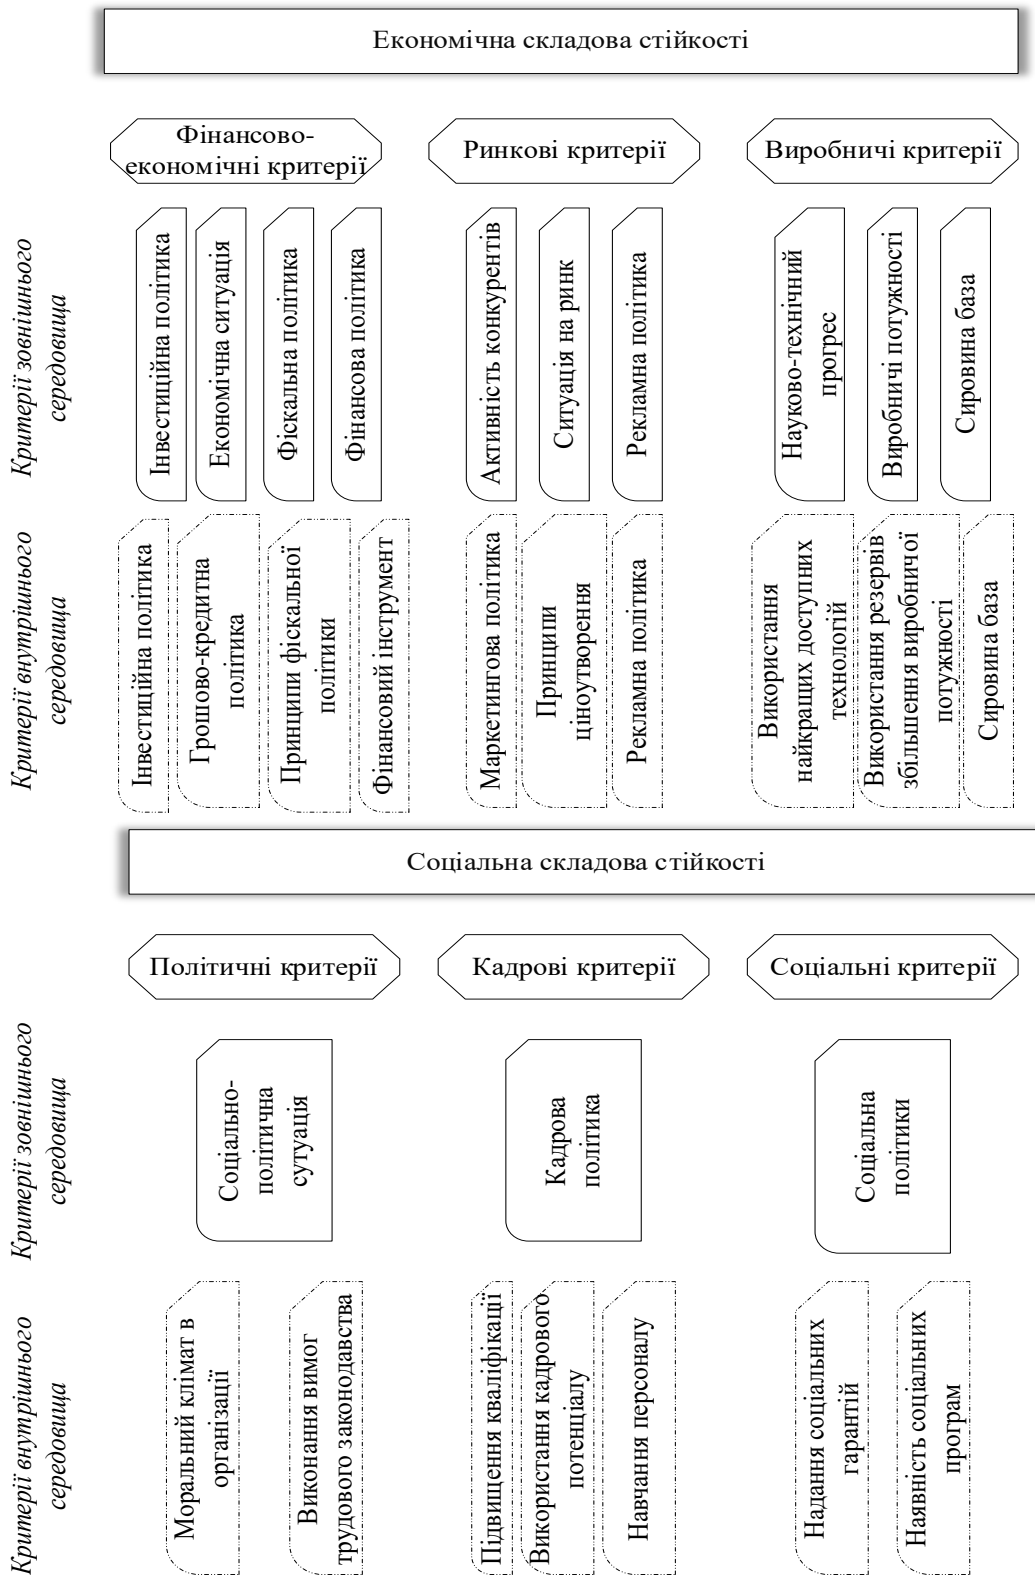 Економічна складова стійкості
Фінансово-
економічні критерії
Ринкові критерії
Виробничі критерії
Критерії зовнішнього
середовища
Інвестиційна політика
Економічна ситуація
Фіскальна політика
Фінансова політика
Активність конкурентів
Ситуація на ринк
Рекламна політика
Науково-технічний
прогрес
Виробничі потужності
Сировина база
Критерії внутрішнього
середовища
Інвестиційна політика
Грошово-кредитна
політика
Принципи фіскальної
політики
Фінансовий інструмент
Маркетингова політика
Принципи
ціноутворення
Рекламна політика
Використання
найкращих доступних
технологій
Використання резервів
збільшення виробничої
потужності
Сировина база
Соціальна складова стійкості
Політичні критерії
Кадрові критерії
Соціальні критерії
Критерії зовнішнього
середовища
Соціально-
політична
сутуація
Кадрова
політика
Соціальна
політики
Критерії внутрішнього
середовища
Моральний клімат в
організації
Виконання вимог
трудового законодавства
Підвищення кваліфікації
Використання кадрового
потенціалу
Навчання персоналу
Надання соціальних
гарантій
Наявність соціальних
програм